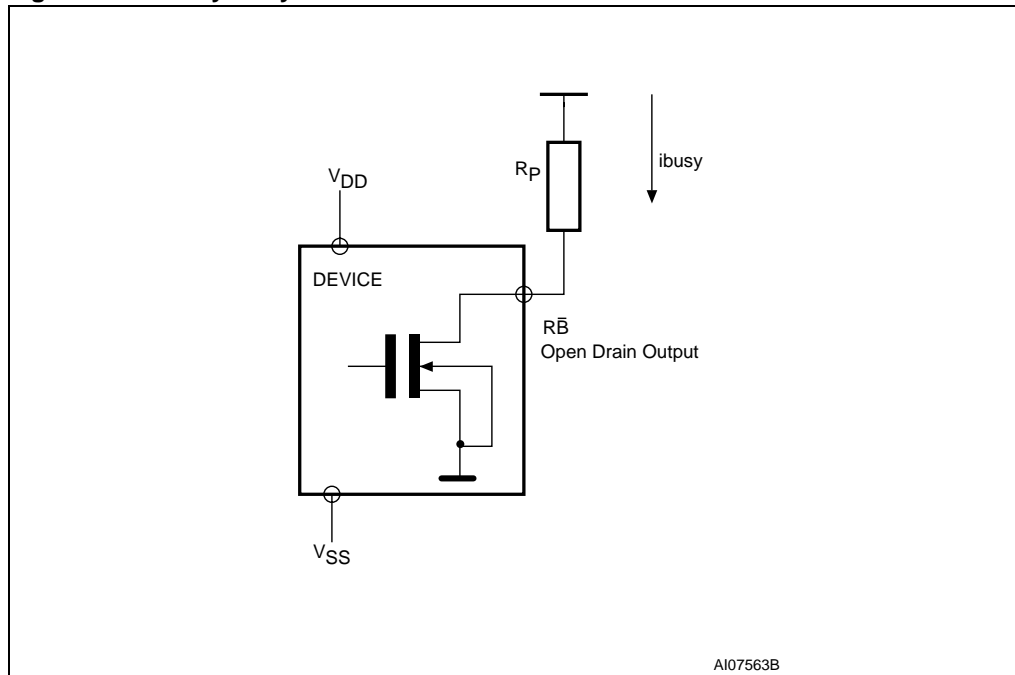 RP
ibusy
VDD
DEVICE
RB̄
Open Drain Output
VSS
AI07563B